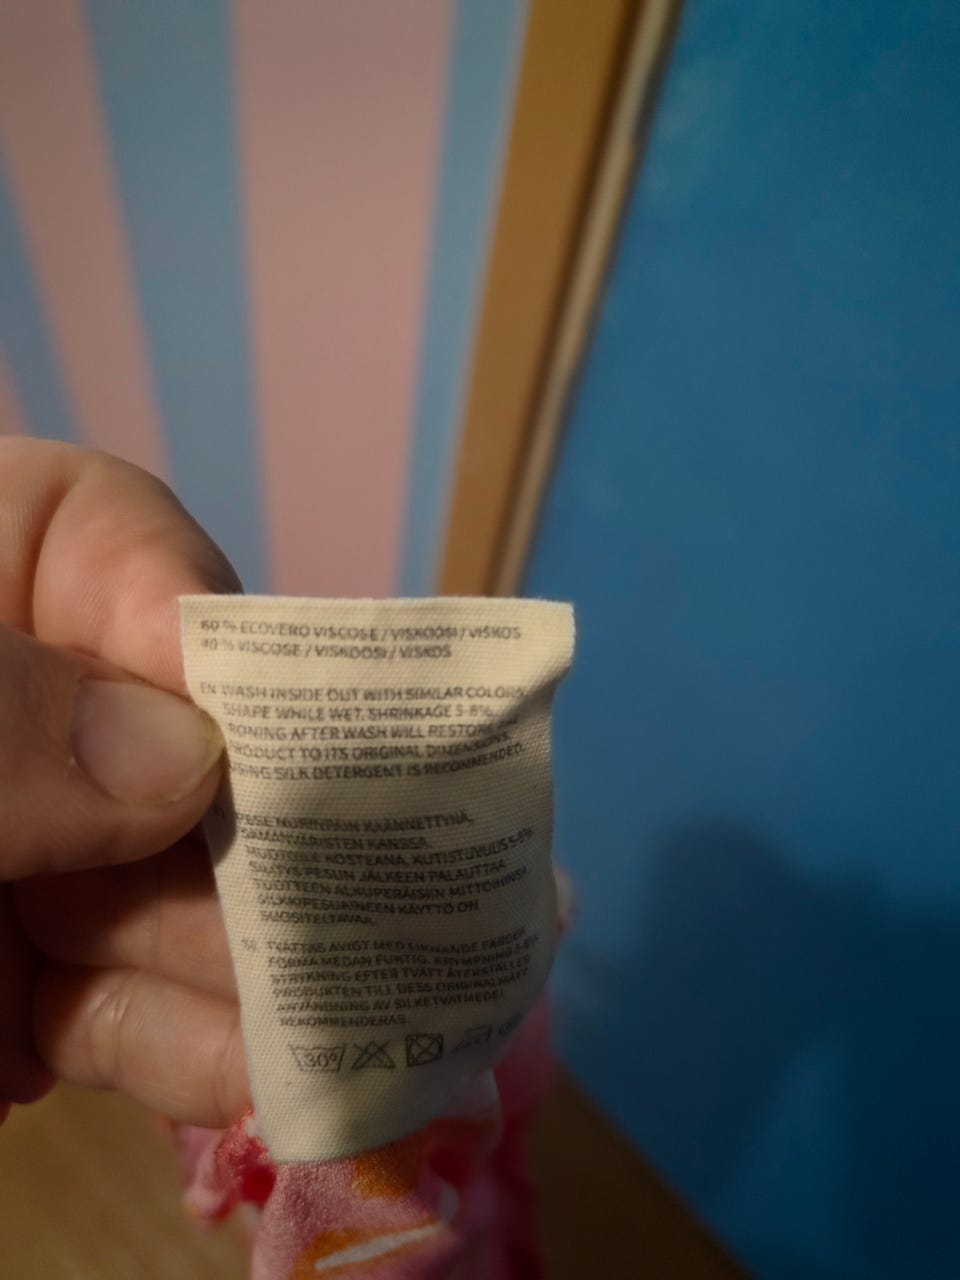 60 % ECOVERO VISCOSE / VISKOOSI / VISKOS
40 % VISCOSE / VISKOOSI / VISKOS
EN WASH INSIDE OUT WITH SIMILAR COLORS.
SHAPE WHILE WET. SHRINKAGE 5-8%.
IRONING AFTER WASH WILL RESTORE
PRODUCT TO ITS ORIGINAL DIMENSIONS.
USING SILK DETERGENT IS RECOMMENDED.
PESE NURINPÄIN KÄÄNNETTYNÄ,
SAMANVÄRISTEN KANSSA.
MUOTOILE KOSTEANA. KUTISTUVUUS 5-8%.
SILITYS PESUN JÄLKEEN PALAUTTAA
TUOTTEEN ALKUPERÄISIIN MITTOIHINSA.
SILKKIPESUAINEEN KÄYTTÖ ON
SUOSITELTAVAA.
TVÄTTAS AVIGT MED LIKNANDE FÄRGER.
FORMA MEDAN FUKTIG. KRYMPNING 5-8%.
STRYKNING EFTER TVÄTT ÅTERSTÄLLER
PRODUKTEN TILL DESS ORIGINALMÅTT.
ANVÄNDNING AV SILKETVÄTMEDEL
REKOMMENDERAS.
30°